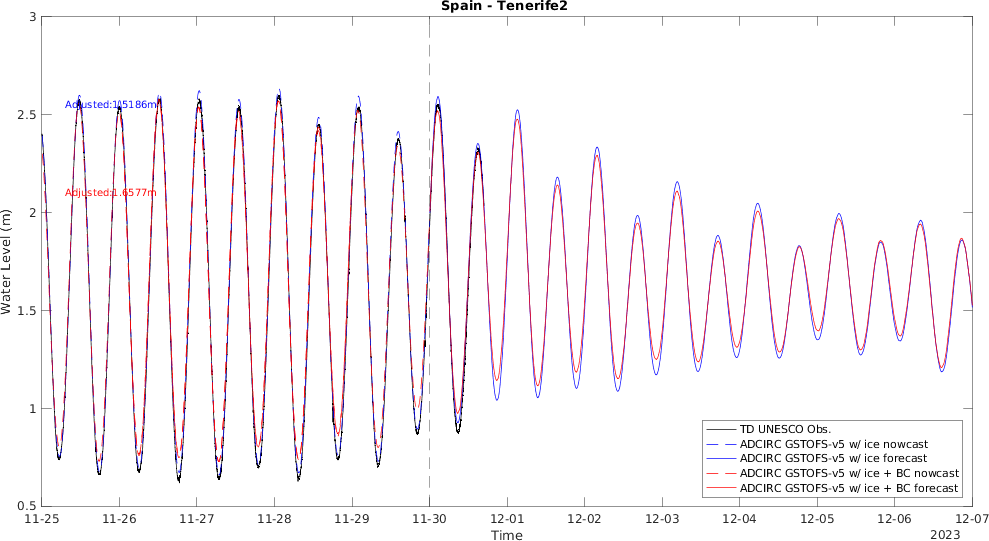 Spain - Tenerife2
3
2.5
2
1.5
1
0.5
Water Level (m)
Adjusted:1.5186m
Adjusted:1.6577m
TD UNESCO Obs.
ADCIRC GSTOFS-v5 w/ ice nowcast
ADCIRC GSTOFS-v5 w/ ice forecast
ADCIRC GSTOFS-v5 w/ ice + BC nowcast
ADCIRC GSTOFS-v5 w/ ice + BC forecast
11-25 11-26 11-27 11-28 11-29 11-30 12-01 12-02 12-03 12-04 12-05 12-06 12-07
Time
2023